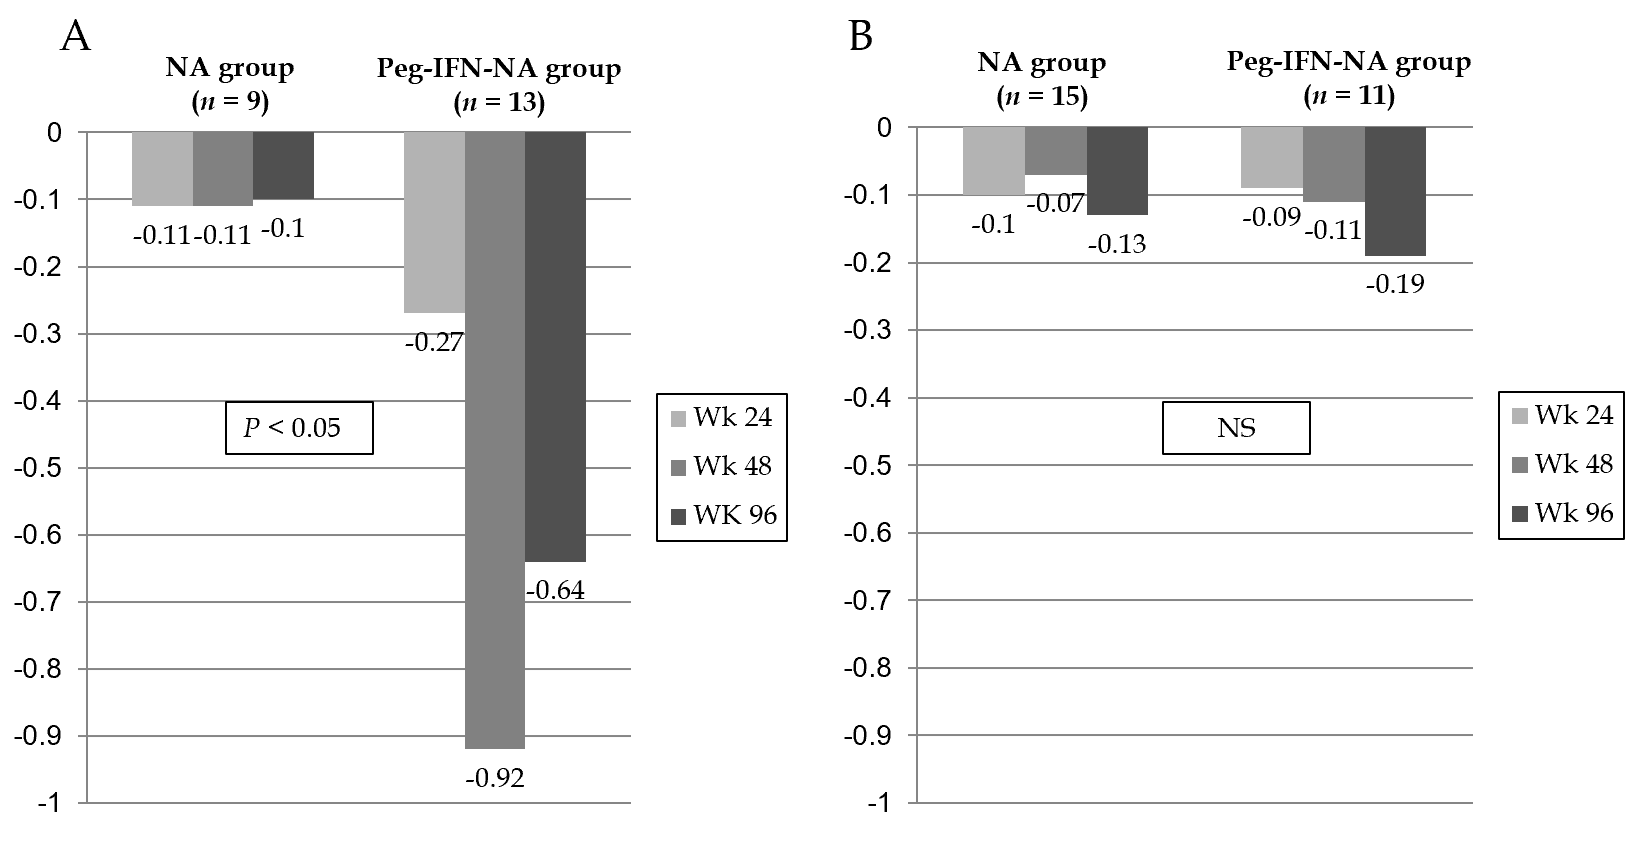 A
NA group
(n = 9)
Peg-IFN-NA group
(n = 13)
0
-0.1
-0.2
-0.3
-0.4
-0.5
-0.6
-0.7
-0.8
-0.9
-1
-0.11
-0.11
-0.1
-0.27
-0.92
-0.64
P < 0.05
Wk 24
Wk 48
WK 96
B
NA group
(n = 15)
Peg-IFN-NA group
(n = 11)
0
-0.1
-0.2
-0.3
-0.4
-0.5
-0.6
-0.7
-0.8
-0.9
-1
-0.1
-0.07
-0.13
-0.09
-0.11
-0.19
NS
Wk 24
Wk 48
Wk 96